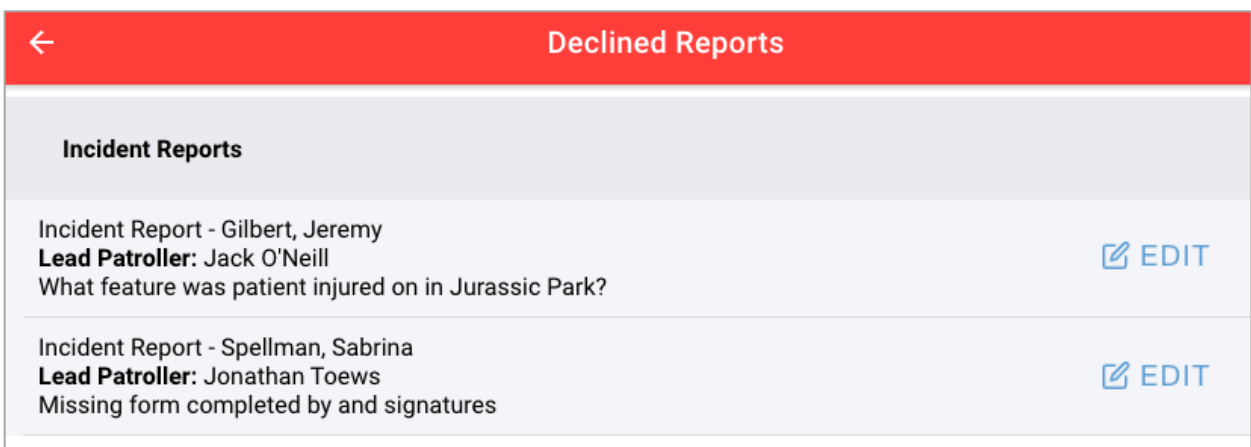 Declined Reports
Incident Reports
Incident Report - Gilbert, Jeremy
Lead Patroller: Jack O'Neill
What feature was patient injured on in Jurassic Park?
EDIT
Incident Report - Spellman, Sabrina
Lead Patroller: Jonathan Toews
Missing form completed by and signatures
EDIT